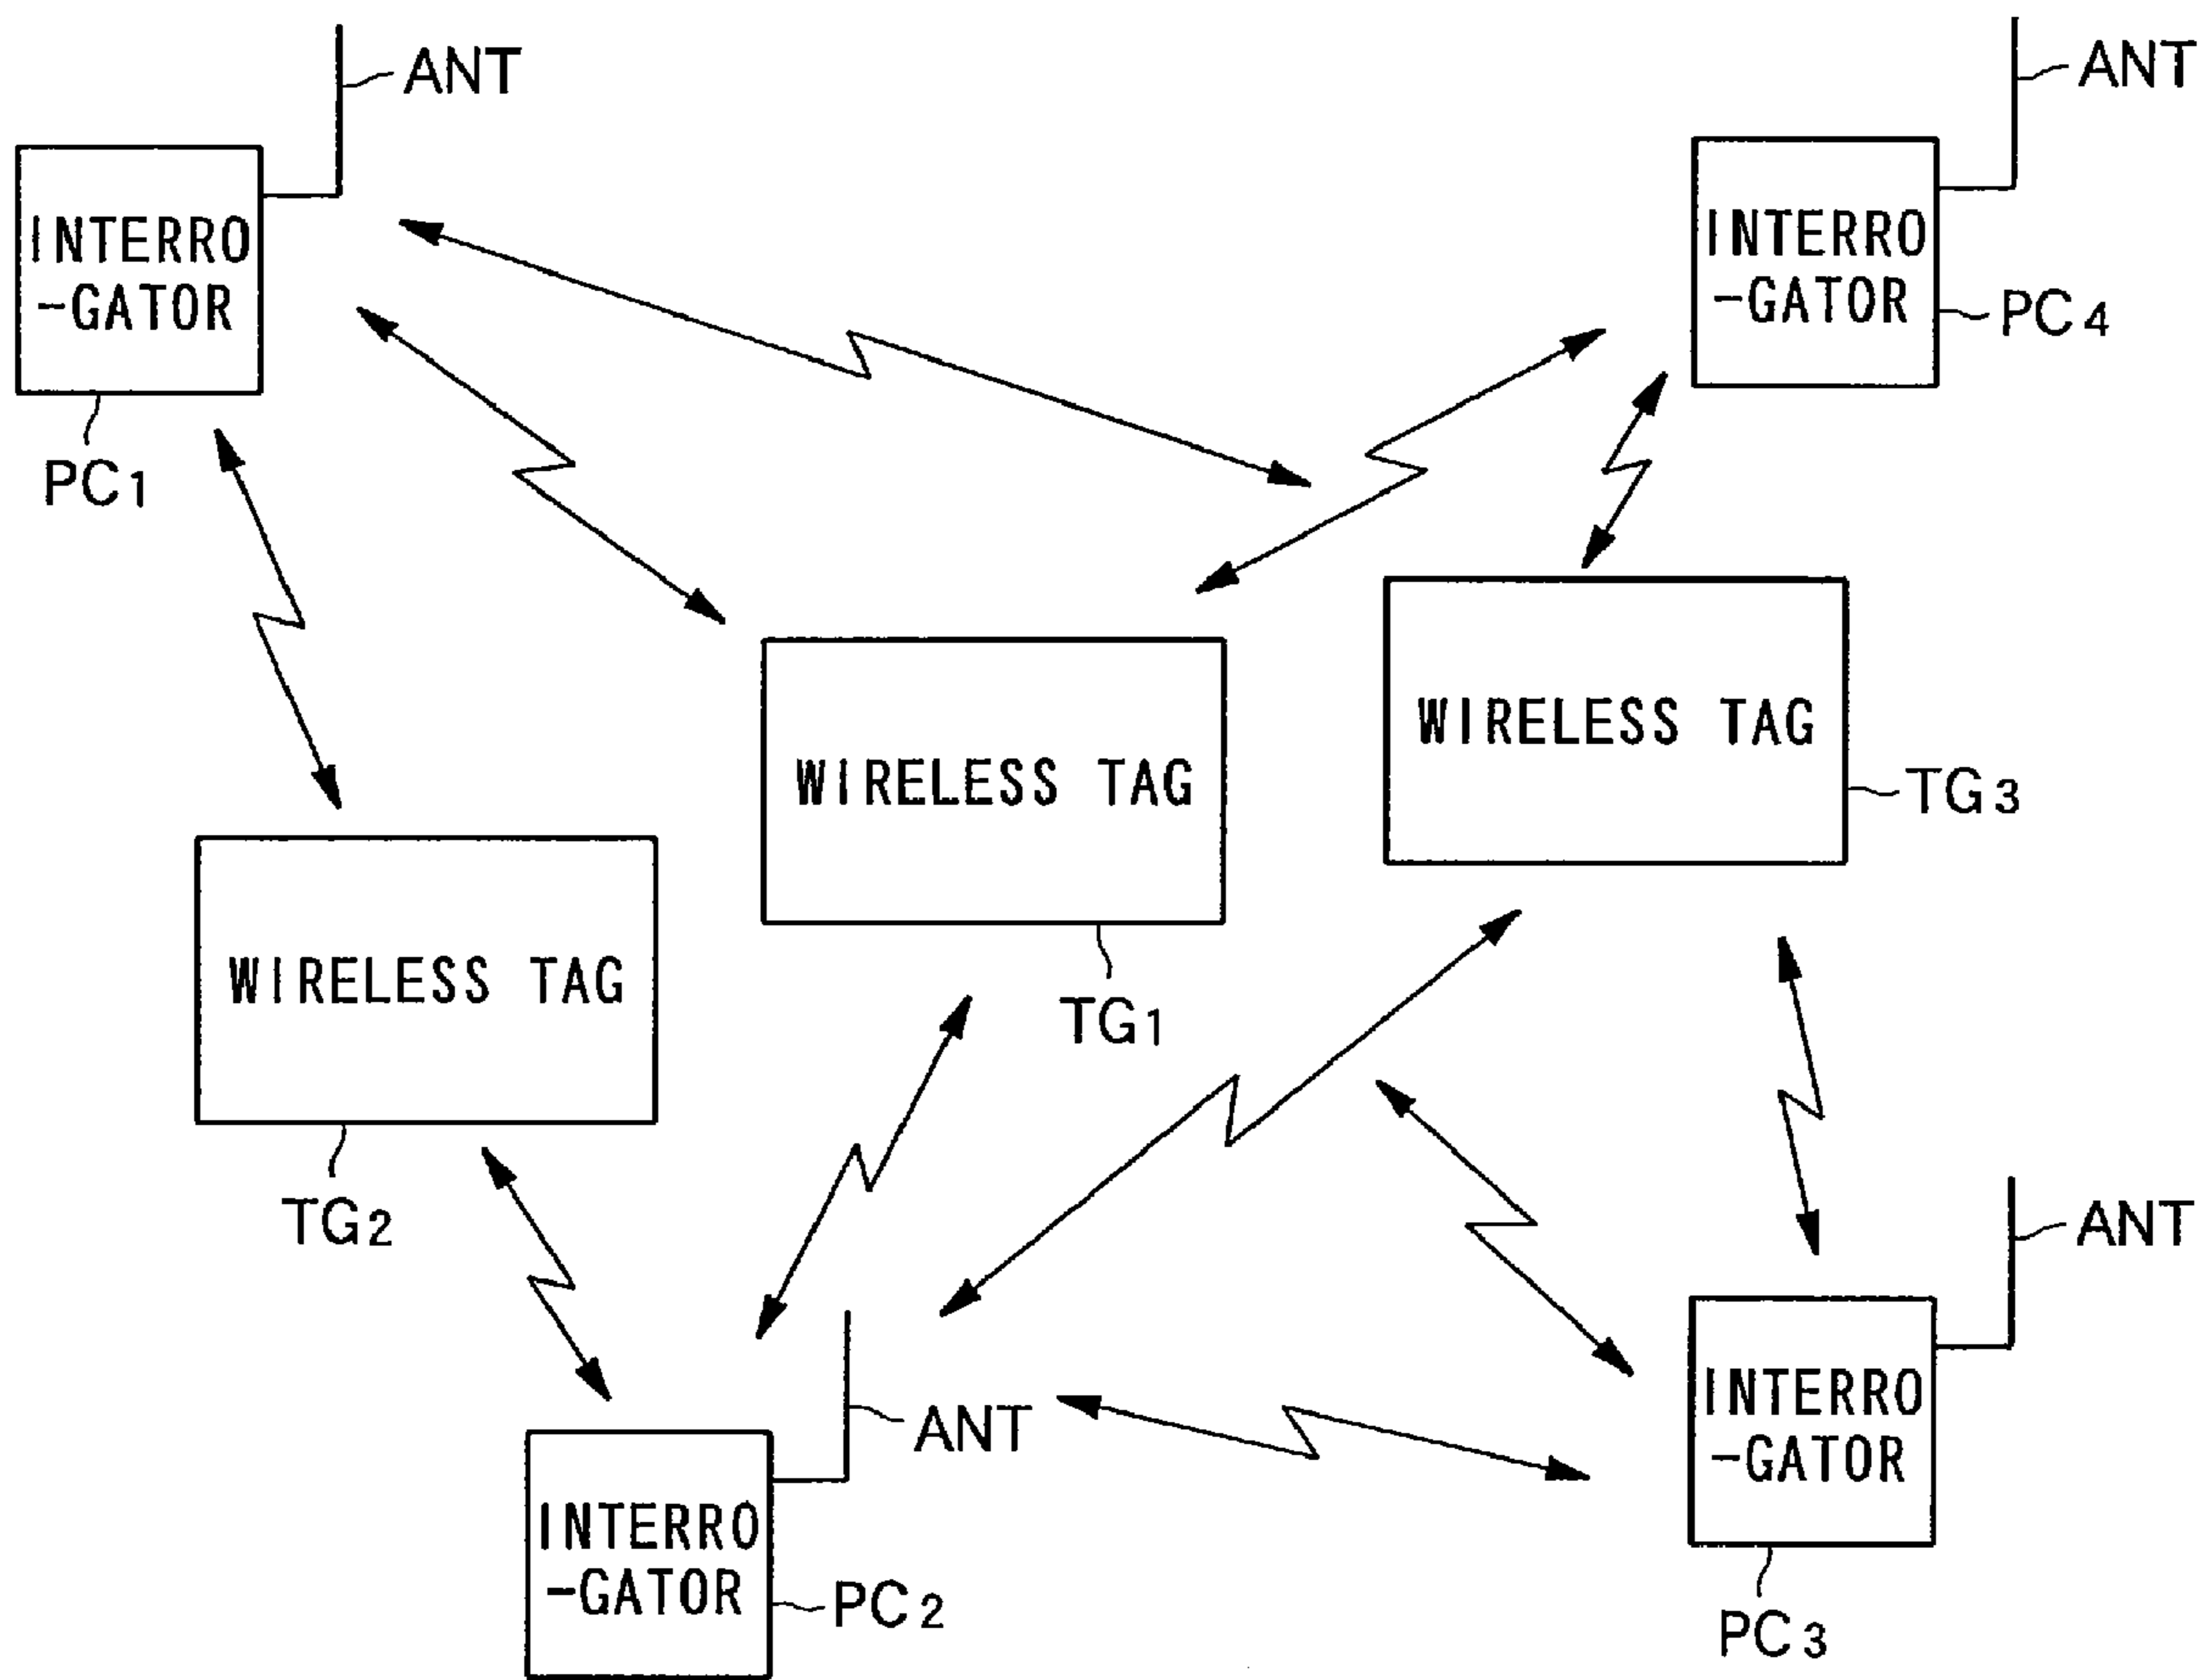 ANT
ANT
INTERRO
-GATOR
INTERRO
-GATOR
PC4
PC1
WIRELESS TAG
TG3
WIRELESS TAG
WIRELESS TAG
TG1
TG2
ANT
ANT
INTERRO
-GATOR
INTERRO
-GATOR
PC2
PC3